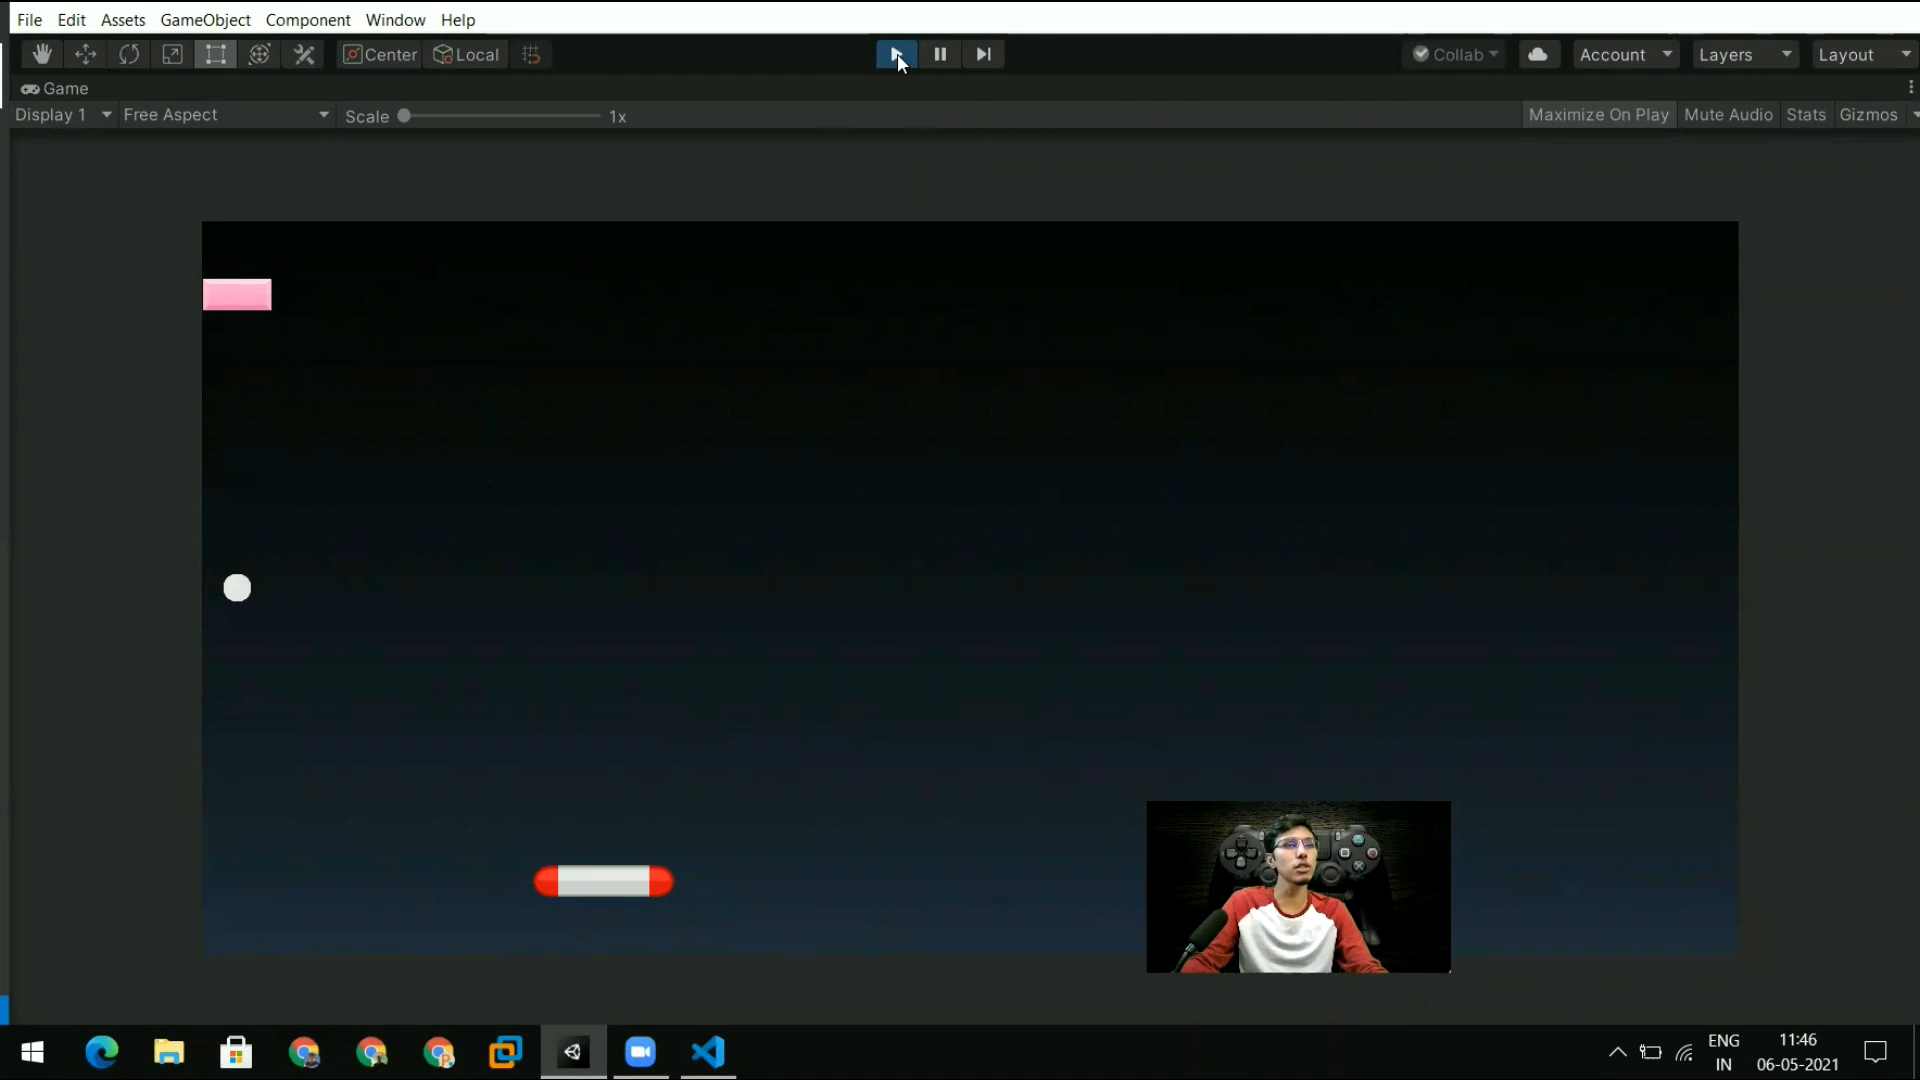 File Edit Assets GameObject Component Window Help
Center Local Collab Account Layers Layout
Game
Display 1 Free Aspect Scale 1x Maximize On Play Mute Audio Stats Gizmos
ENG 11:46
IN 06-05-2021